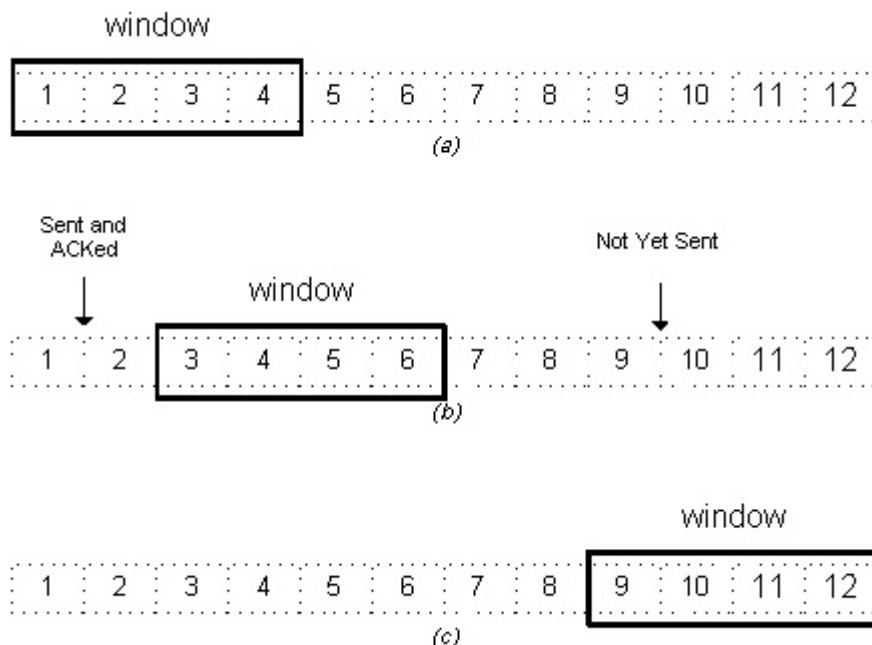 window
1 2 3 4 5 6 7 8 9 10 11 12
(a)
Sent and
ACKed
Not Yet Sent
window
1 2 3 4 5 6 7 8 9 10 11 12
(b)
window
1 2 3 4 5 6 7 8 9 10 11 12
(c)